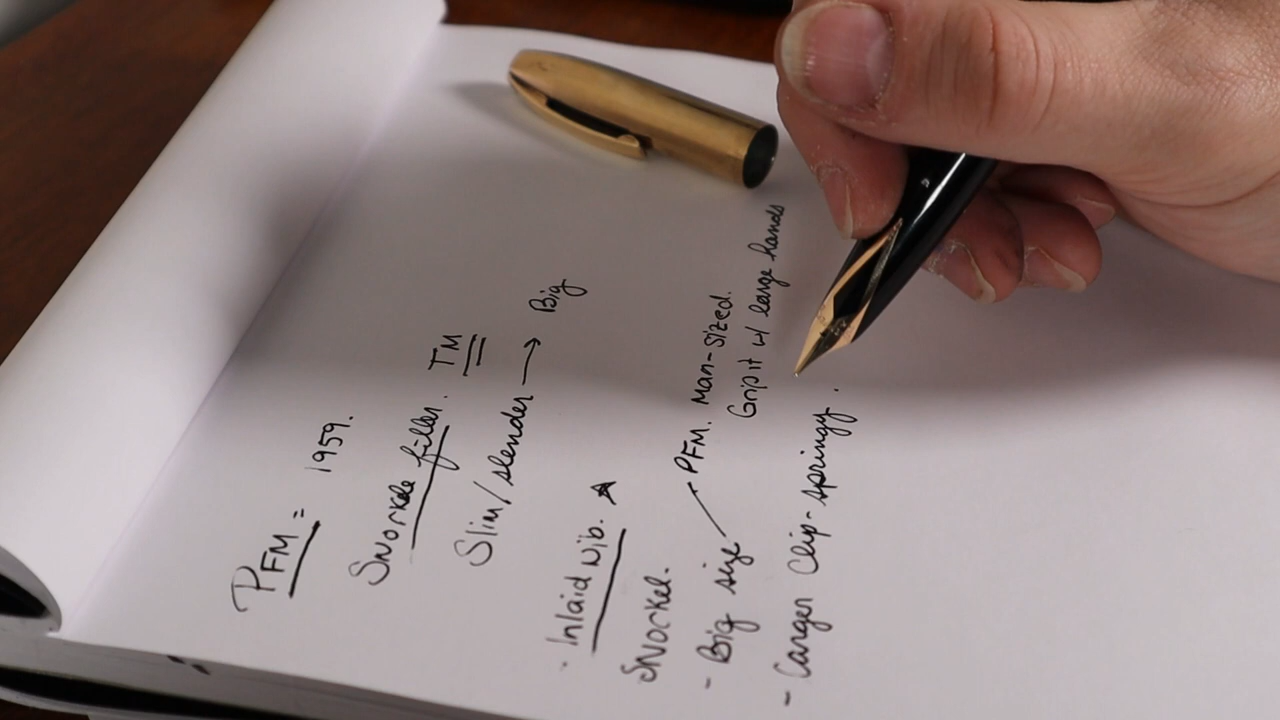 PFM = 1959.
Snorkle filler. TM
Slim/slender → Big
- Inlaid Nib. ★
Snorkel.
- Big size — PFM. Man-sized.
Grip it w/ large hands
- Larger Clip - springy.